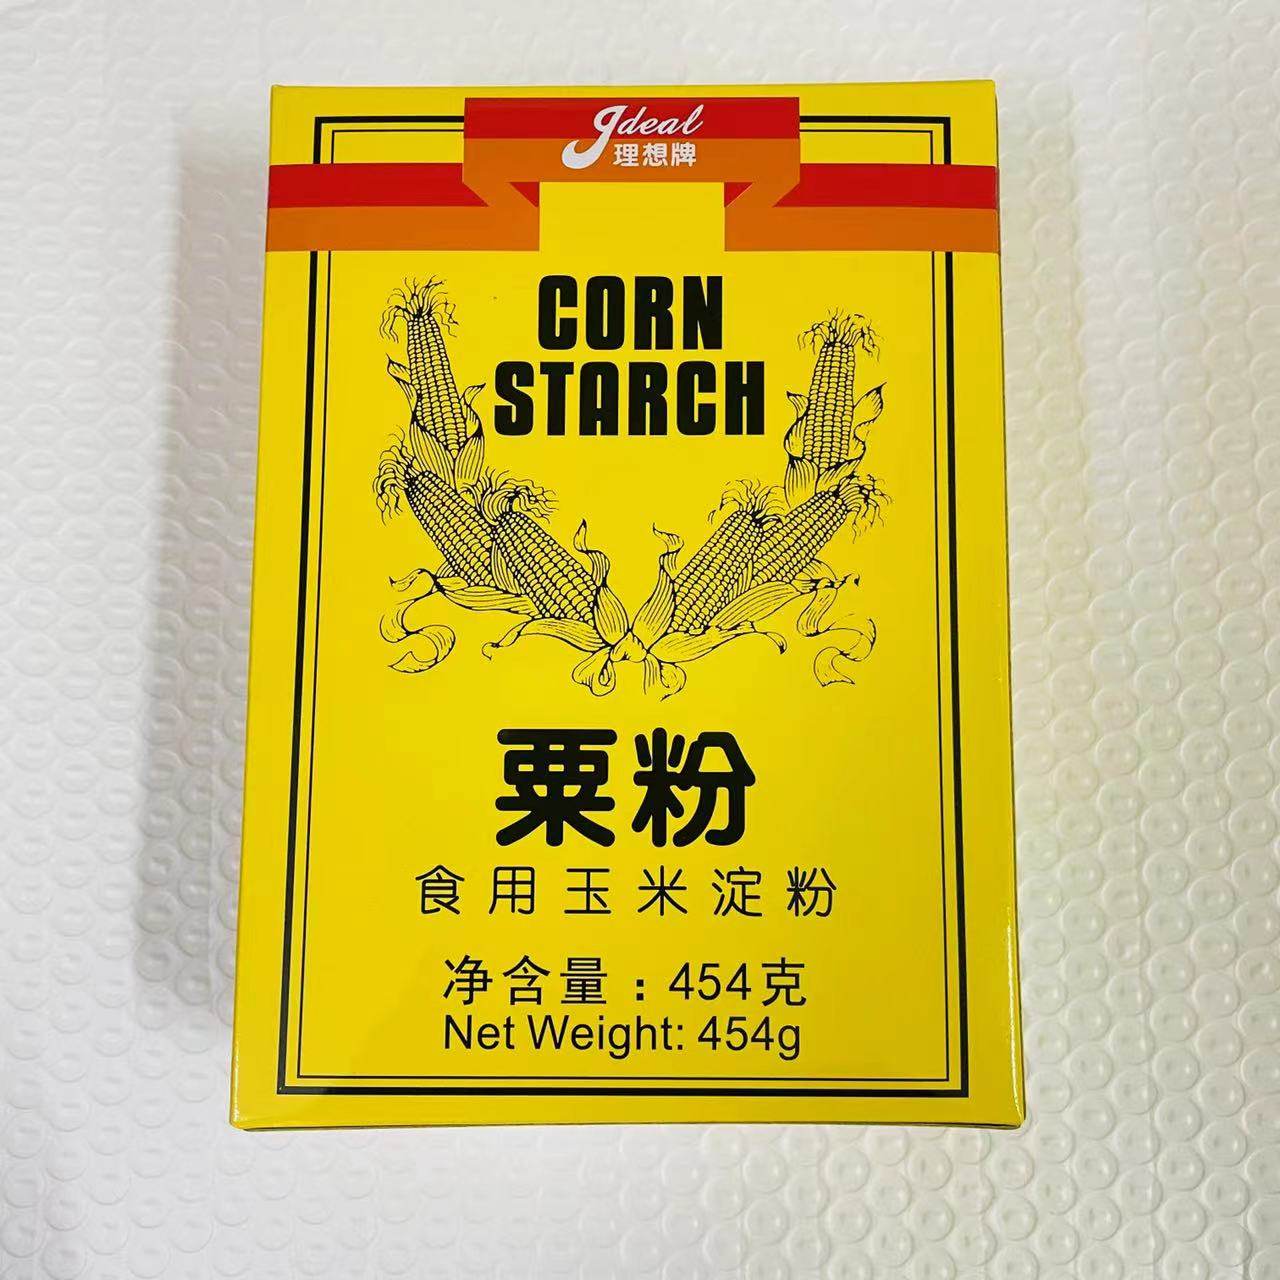 Ideal
理想牌
CORN
STARCH
粟粉
食用玉米淀粉
净含量：454克
Net Weight: 454g